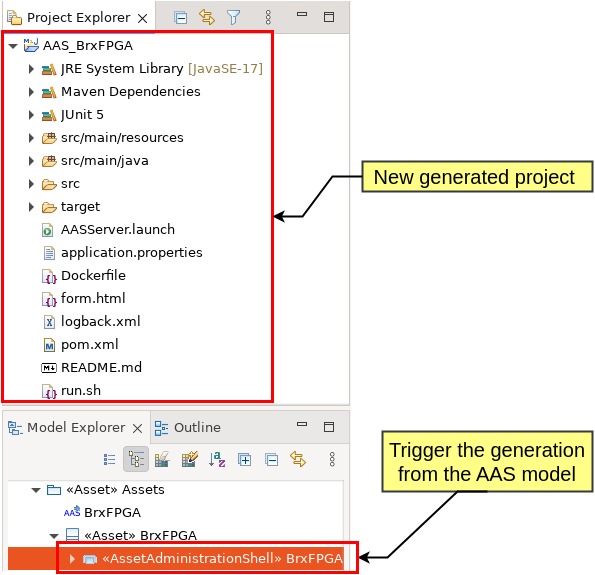 Project Explorer
AAS_BrxFPGA
JRE System Library [JavaSE-17]
Maven Dependencies
JUnit 5
src/main/resources
src/main/java
src
target
AASServer.launch
application.properties
Dockerfile
form.html
logback.xml
pom.xml
README.md
run.sh
New generated project
Model Explorer
Outline
Trigger the generation
from the AAS model
«Asset» Assets
AAS BrxFPGA
«Asset» BrxFPGA
«AssetAdministrationShell» BrxFPGA